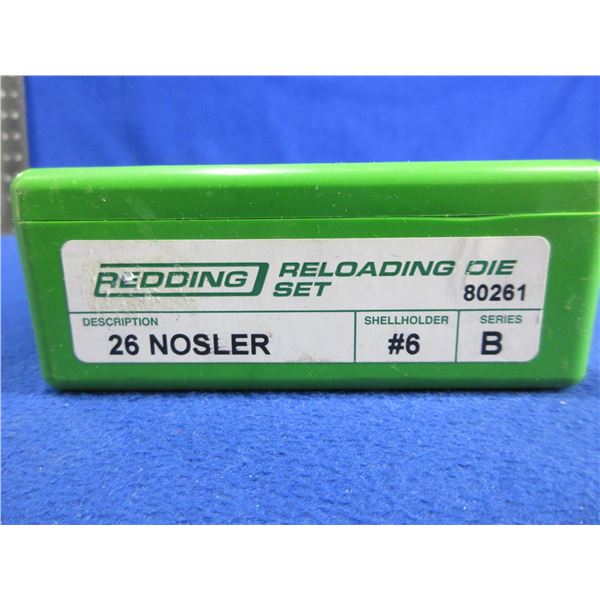 REDDING RELOADING DIE
SET 80261
DESCRIPTION SHELLHOLDER SERIES
26 NOSLER #6 B